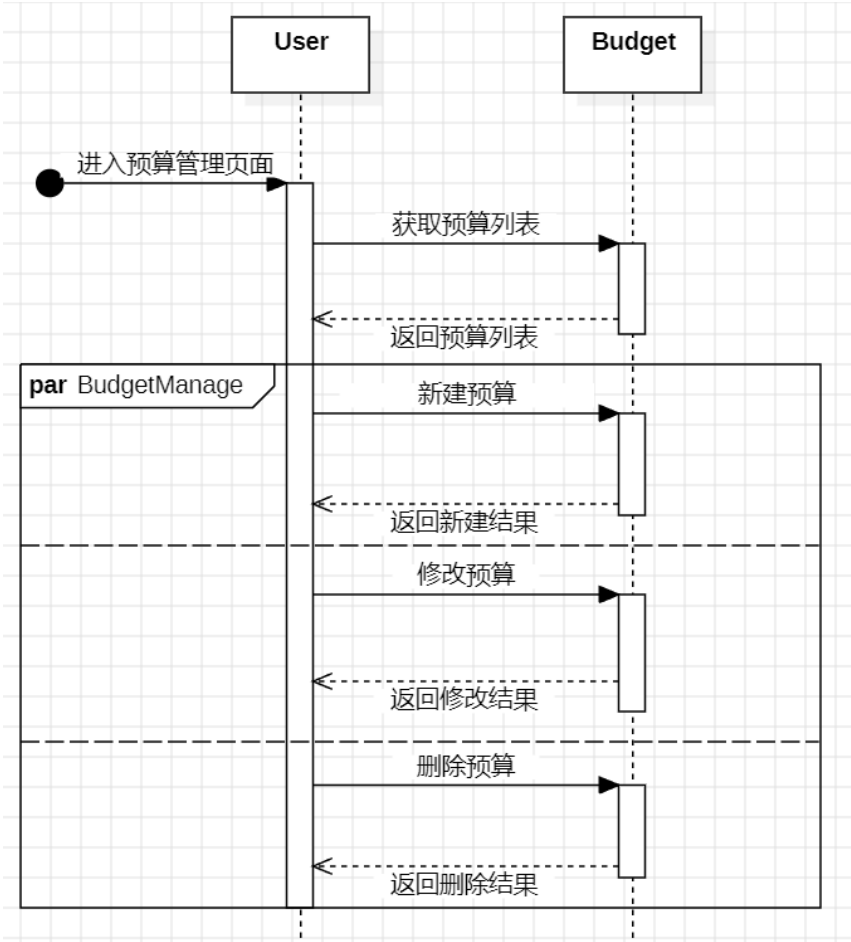 User
Budget
进入预算管理页面
获取预算列表
返回预算列表
par BudgetManage
新建预算
返回新建结果
修改预算
返回修改结果
删除预算
返回删除结果